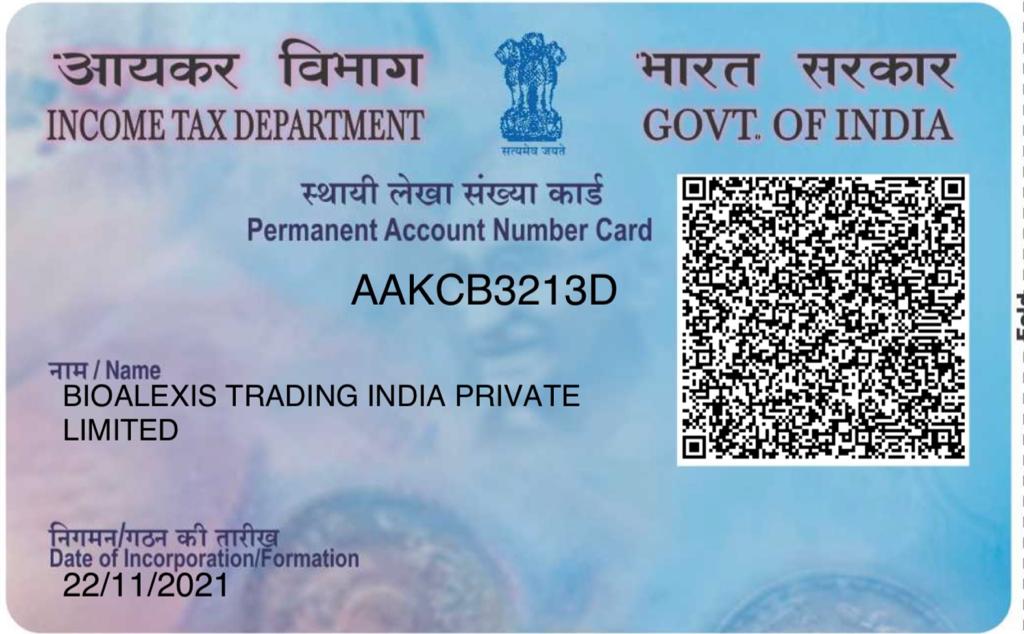 आयकर विभाग
INCOME TAX DEPARTMENT
सत्यमेव जयते
भारत सरकार
GOVT. OF INDIA
स्थायी लेखा संख्या कार्ड
Permanent Account Number Card
AAKCB3213D
नाम / Name
BIOALEXIS TRADING INDIA PRIVATE
LIMITED
निगमन/गठन की तारीख
Date of Incorporation/Formation
22/11/2021